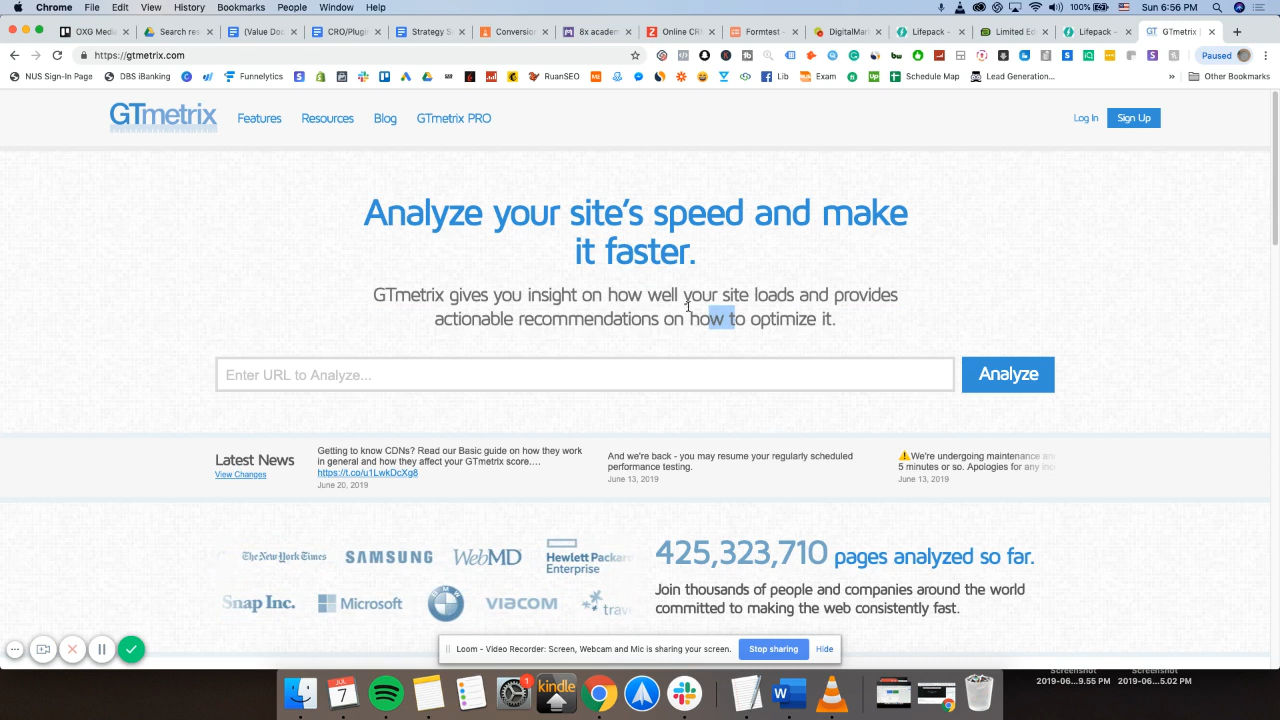 Chrome File Edit View History Bookmarks People Window Help 100% Sun 6:56 PM
OXG Media Search res (Value Doc CRO/Plugi Strategy S Conversio 8x acade Online CR Formtest - DigitalMar Lifepack - Limited Ed Lifepack - GTmetrix |
https://gtmetrix.com Paused
NUS Sign-In Page DBS iBanking Funnelytics RuanSEO Lib Exam Schedule Map Lead Generation... » Other Bookmarks
GTmetrix Features Resources Blog GTmetrix PRO Log In Sign Up
Analyze your site's speed and make
it faster.
GTmetrix gives you insight on how well your site loads and provides
actionable recommendations on how to optimize it.
Enter URL to Analyze... Analyze
Latest News
View Changes
Getting to know CDNs? Read our Basic guide on how they work
in general and how they affect your GTmetrix score....
https://t.co/u1LwkDcXg8
June 20, 2019
And we're back - you may resume your regularly scheduled
performance testing.
June 13, 2019
⚠️We're undergoing maintenance an
5 minutes or so. Apologies for any inc
June 13, 2019
The New York Times SAMSUNG WebMD Hewlett Packard
Enterprise
Snap Inc. Microsoft BMW VIACOM trave
425,323,710 pages analyzed so far.
Join thousands of people and companies around the world
committed to making the web consistently fast.
Loom - Video Recorder: Screen, Webcam and Mic is sharing your screen. Stop sharing Hide
JUL
7
1
kindle
W
Screenshot Screenshot
2019-06...9.55 PM 2019-06...5.02 PM